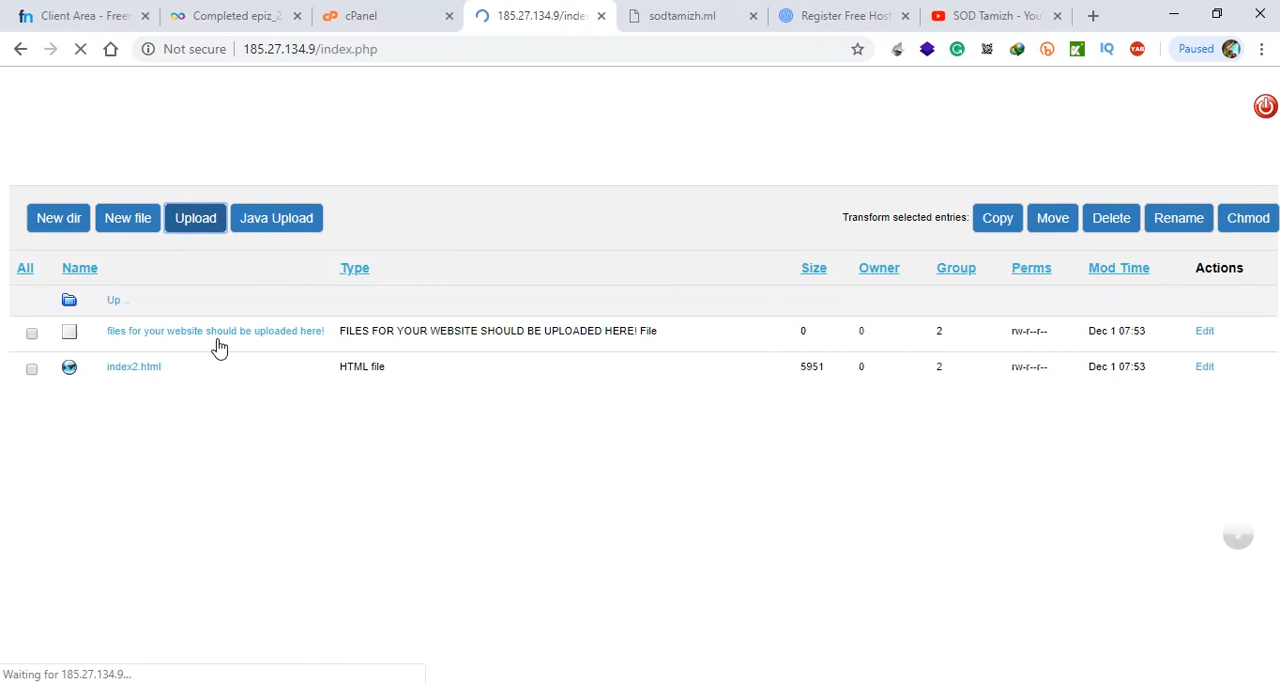 Client Area - Freer
Completed epiz_2
cPanel
185.27.134.9/inde
sodtamizh.ml
Register Free Host
SOD Tamizh - You
Not secure
185.27.134.9/index.php
IQ
YAB
Paused
New dir
New file
Upload
Java Upload
Transform selected entries:
Copy
Move
Delete
Rename
Chmod
All Name Type Size Owner Group Perms Mod Time Actions
Up ..
files for your website should be uploaded here! FILES FOR YOUR WEBSITE SHOULD BE UPLOADED HERE! File 0 0 2 rw-r--r-- Dec 1 07:53 Edit
index2.html HTML file 5951 0 2 rw-r--r-- Dec 1 07:53 Edit
Waiting for 185.27.134.9...